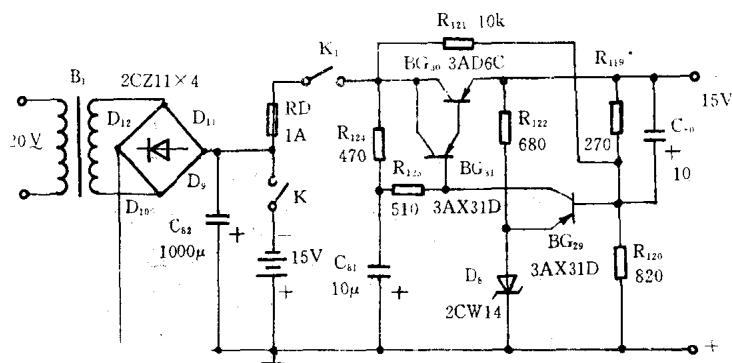 R₁₂₁ 10k
K₁
BG₃₀ 3AD6C
R₁₁₉*
B₁
2CZ11×4
15V
20V
D₁₂
D₁₁
RD
1A
R₁₂₄
470
R₁₂₂
680
270
10
R₁₂₃
510
BG₃₁
3AX31D
D₉
D₁₀
K
C₈₂
1000μ
15V
C₈₁
10μ
BG₂₉
3AX31D
D₈
2CW14
R₁₂₀
820